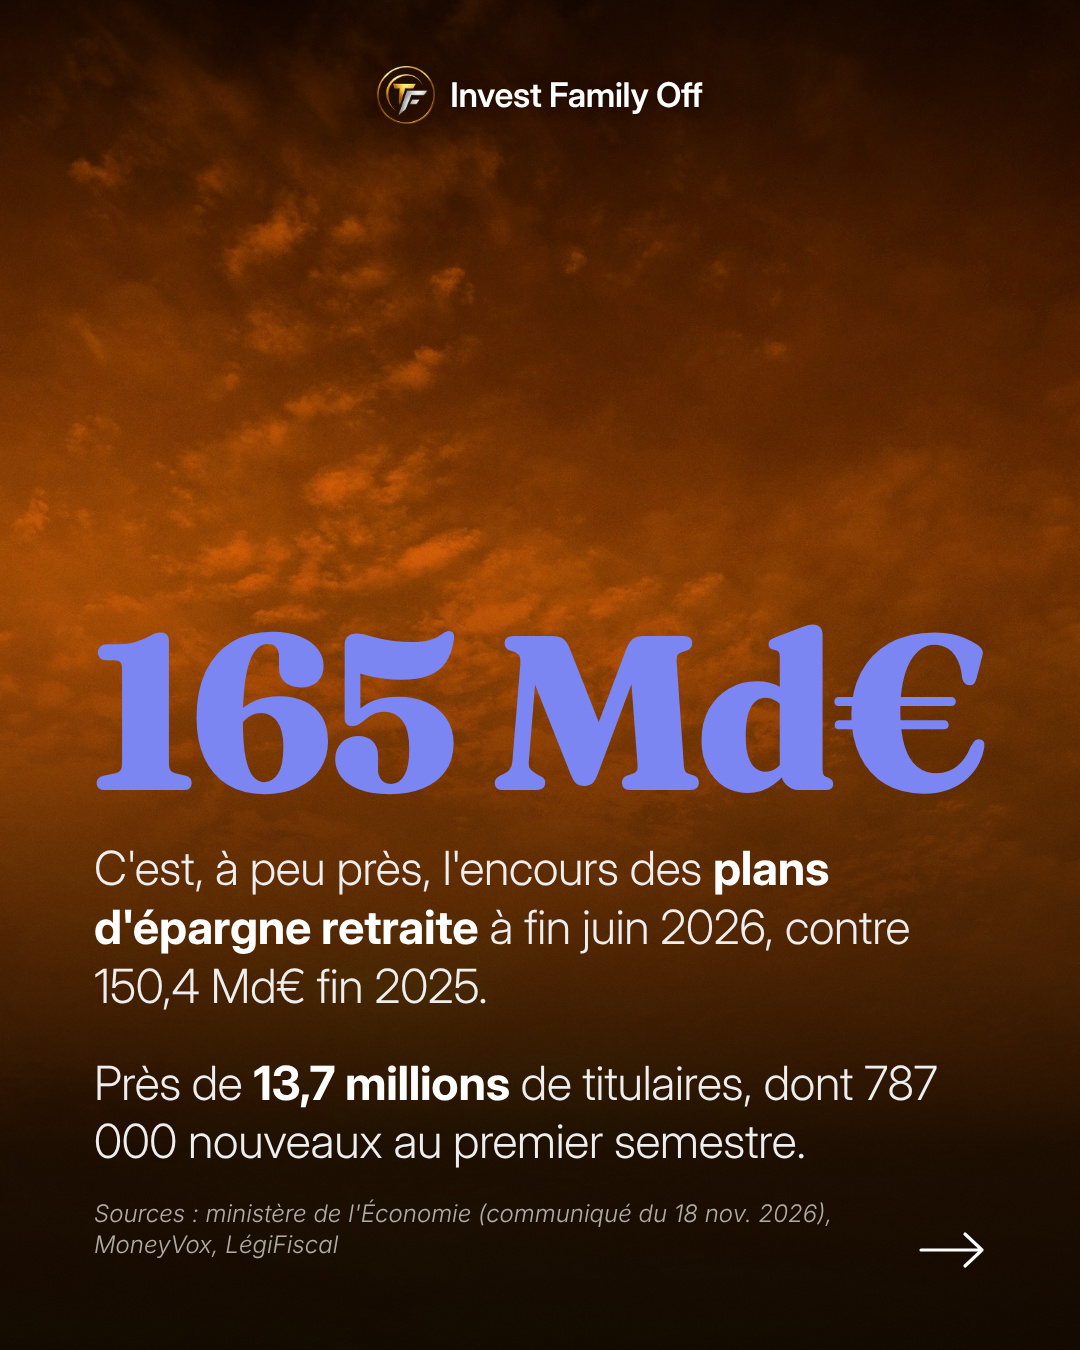 TF
Invest Family Off
165 Md€
C'est, à peu près, l'encours des plans
d'épargne retraite à fin juin 2026, contre
150,4 Md€ fin 2025.
Près de 13,7 millions de titulaires, dont 787
000 nouveaux au premier semestre.
Sources : ministère de l'Économie (communiqué du 18 nov. 2026),
MoneyVox, LégiFiscal